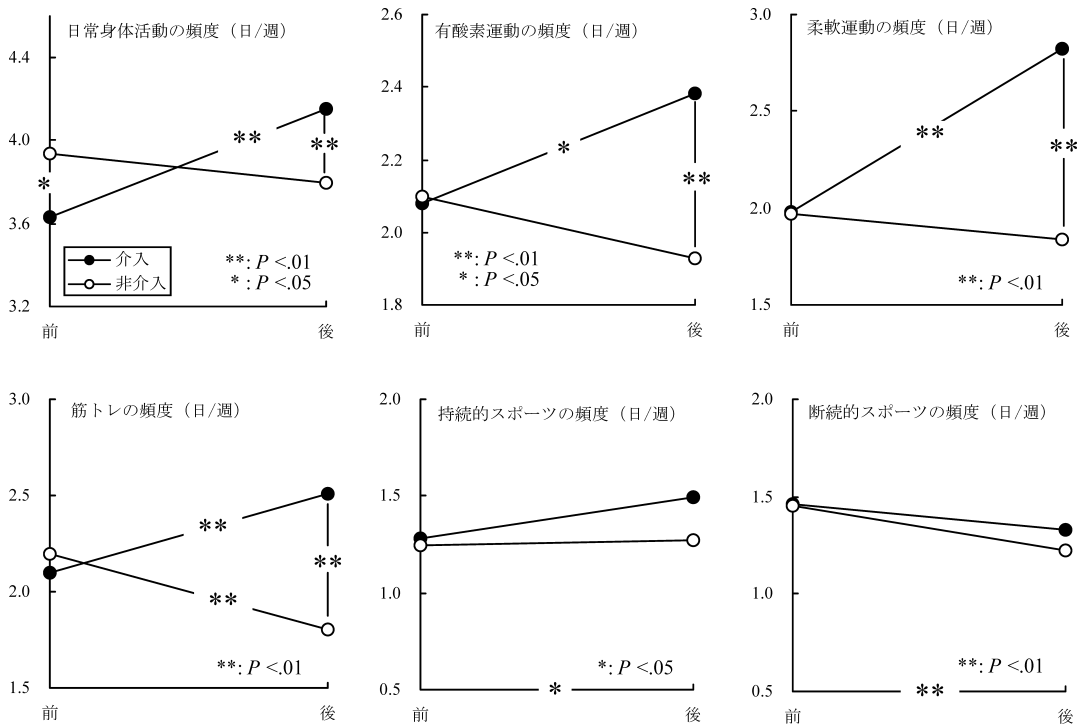 日常身体活動の頻度（日/週）
4.4
4.0
3.6
3.2
*
**
**
介入
非介入
**: P <.01
* : P <.05
前
後
有酸素運動の頻度（日/週）
2.6
2.4
2.2
2.0
1.8
*
**
**: P <.01
* : P <.05
前
後
柔軟運動の頻度（日/週）
3.0
2.5
2.0
1.5
**
**
**: P <.01
前
後
筋トレの頻度（日/週）
3.0
2.5
2.0
1.5
**
**
**
**: P <.01
前
後
持続的スポーツの頻度（日/週）
2.0
1.5
1.0
0.5
*: P <.05
*
前
後
断続的スポーツの頻度（日/週）
2.0
1.5
1.0
0.5
**: P <.01
**
前
後